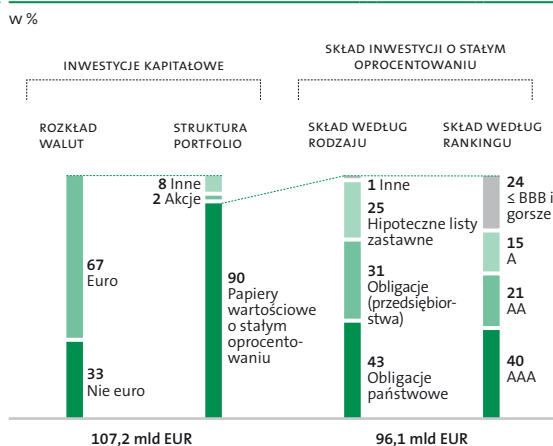 w %
INWESTYCJE KAPITAŁOWE
SKŁAD INWESTYCJI O STAŁYM
OPROCENTOWANIU
ROZKŁAD
WALUT
STRUKTURA
PORTFOLIO
SKŁAD WEDŁUG
RODZAJU
SKŁAD WEDŁUG
RANKINGU
67
Euro
33
Nie euro
8 Inne
2 Akcje
90
Papiery
wartościowe
o stałym
oprocento-
waniu
1 Inne
25
Hipoteczne listy
zastawne
31
Obligacje
(przedsiębior-
stwa)
43
Obligacje
państwowe
24
≤ BBB i
gorsze
15
A
21
AA
40
AAA
107,2 mld EUR
96,1 mld EUR